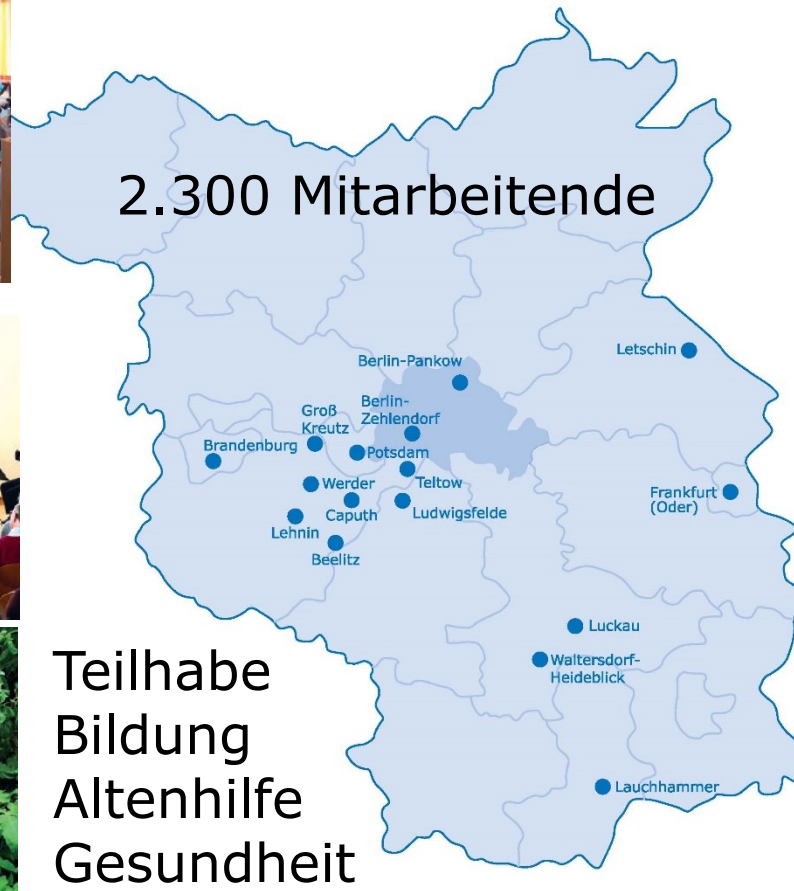 2.300 Mitarbeitende
Letschin
Berlin-Pankow
Berlin-
Zehlendorf
Groß
Kreutz
Brandenburg
Potsdam
Werder
Teltow
Frankfurt
(Oder)
Caputh
Ludwigsfelde
Lehnin
Beelitz
Luckau
Waltersdorf-
Heideblick
Lauchhammer
Teilhabe
Bildung
Altenhilfe
Gesundheit